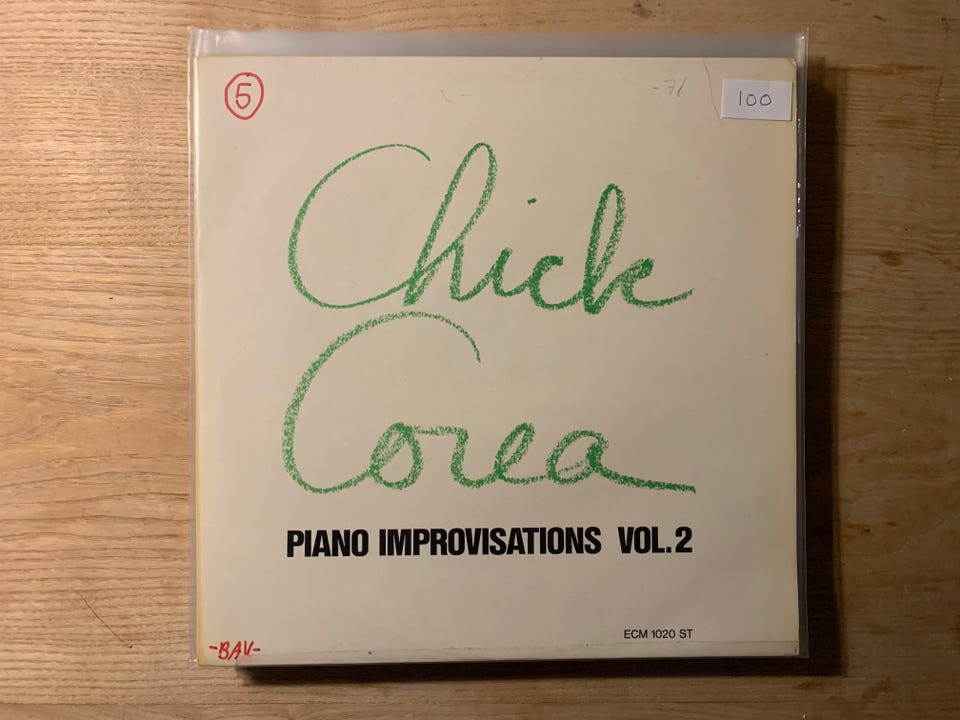 5
-71
100
Chick
Corea
PIANO IMPROVISATIONS VOL.2
ECM 1020 ST
-BAV-